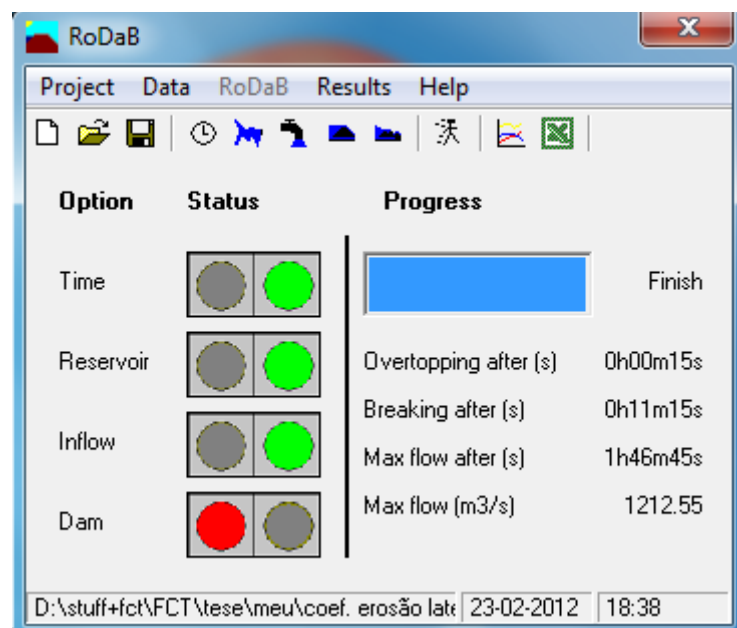 RoDaB
Project Data RoDaB Results Help
Option Status Progress
Time Finish
Reservoir Overtopping after (s) 0h00m15s
Breaking after (s) 0h11m15s
Inflow Max flow after (s) 1h46m45s
Dam Max flow (m3/s) 1212.55
D:\stuff+fct\FCT\tese\meu\coef. erosão late 23-02-2012 18:38